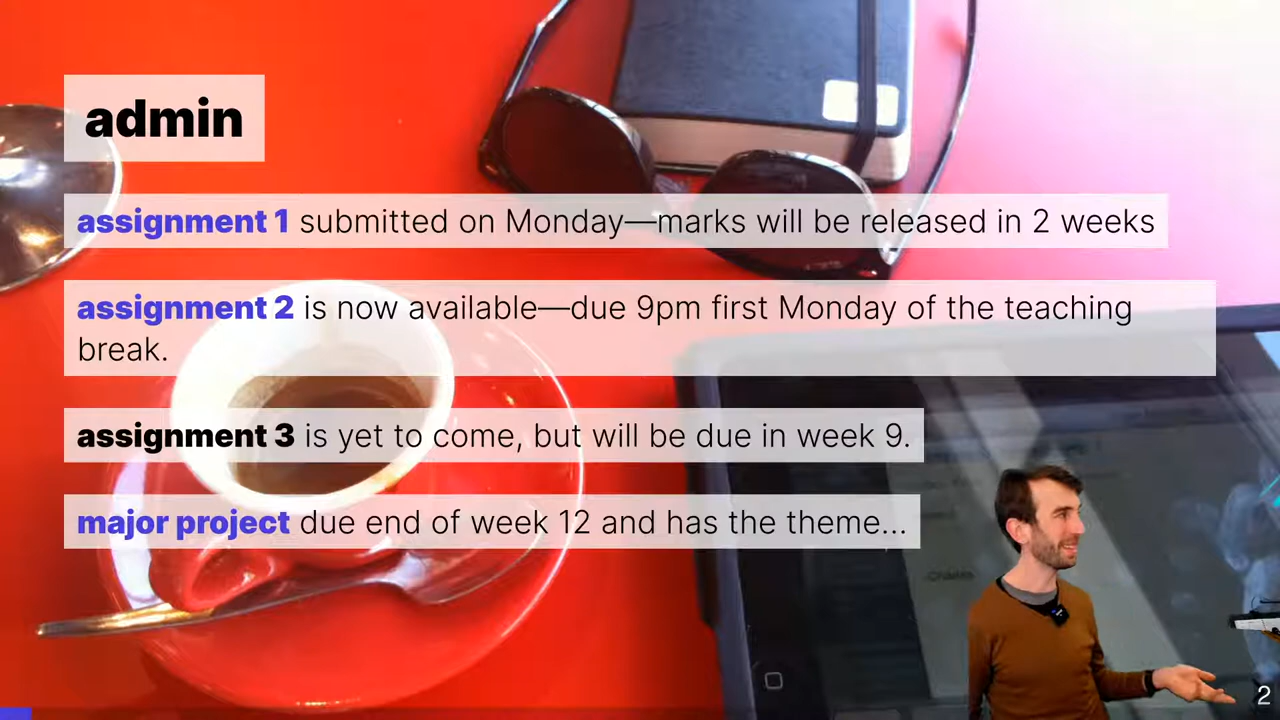 admin
assignment 1 submitted on Monday—marks will be released in 2 weeks
assignment 2 is now available—due 9pm first Monday of the teaching
break.
assignment 3 is yet to come, but will be due in week 9.
major project due end of week 12 and has the theme...
2